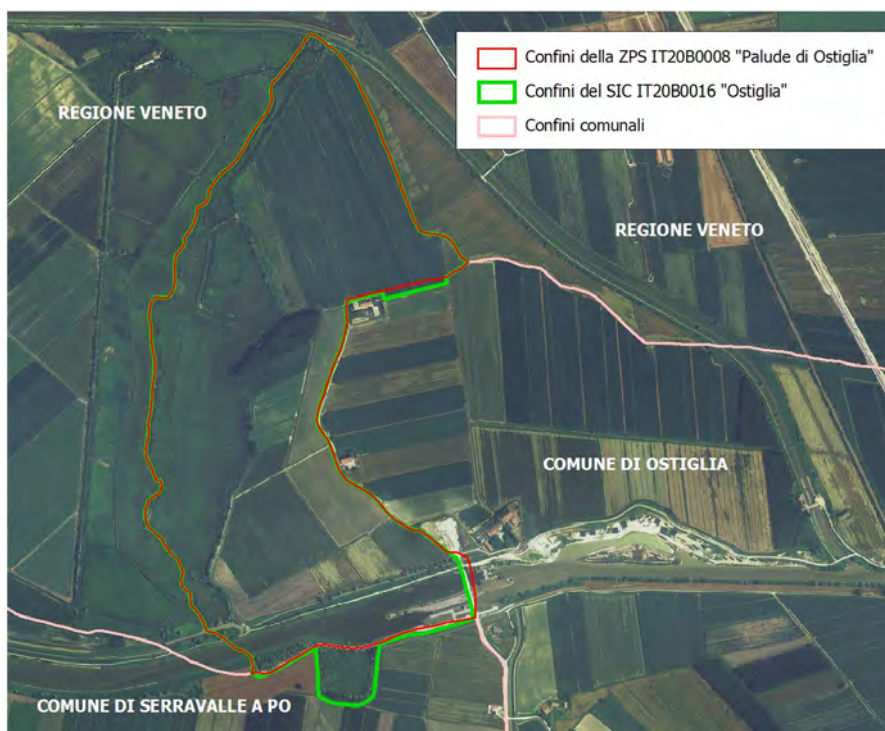 Confini della ZPS IT20B0008 "Palude di Ostiglia"
Confini del SIC IT20B0016 "Ostiglia"
Confini comunali
REGIONE VENETO
REGIONE VENETO
COMUNE DI OSTIGLIA
COMUNE DI SERRAVALLE A PO